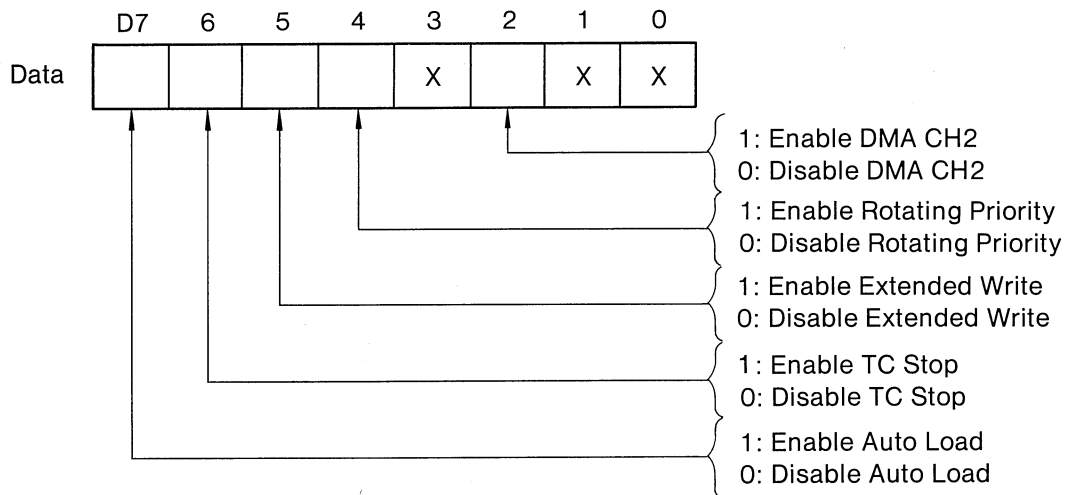 D7 6 5 4 3 2 1 0
Data X X X
1: Enable DMA CH2
0: Disable DMA CH2
1: Enable Rotating Priority
0: Disable Rotating Priority
1: Enable Extended Write
0: Disable Extended Write
1: Enable TC Stop
0: Disable TC Stop
1: Enable Auto Load
0: Disable Auto Load